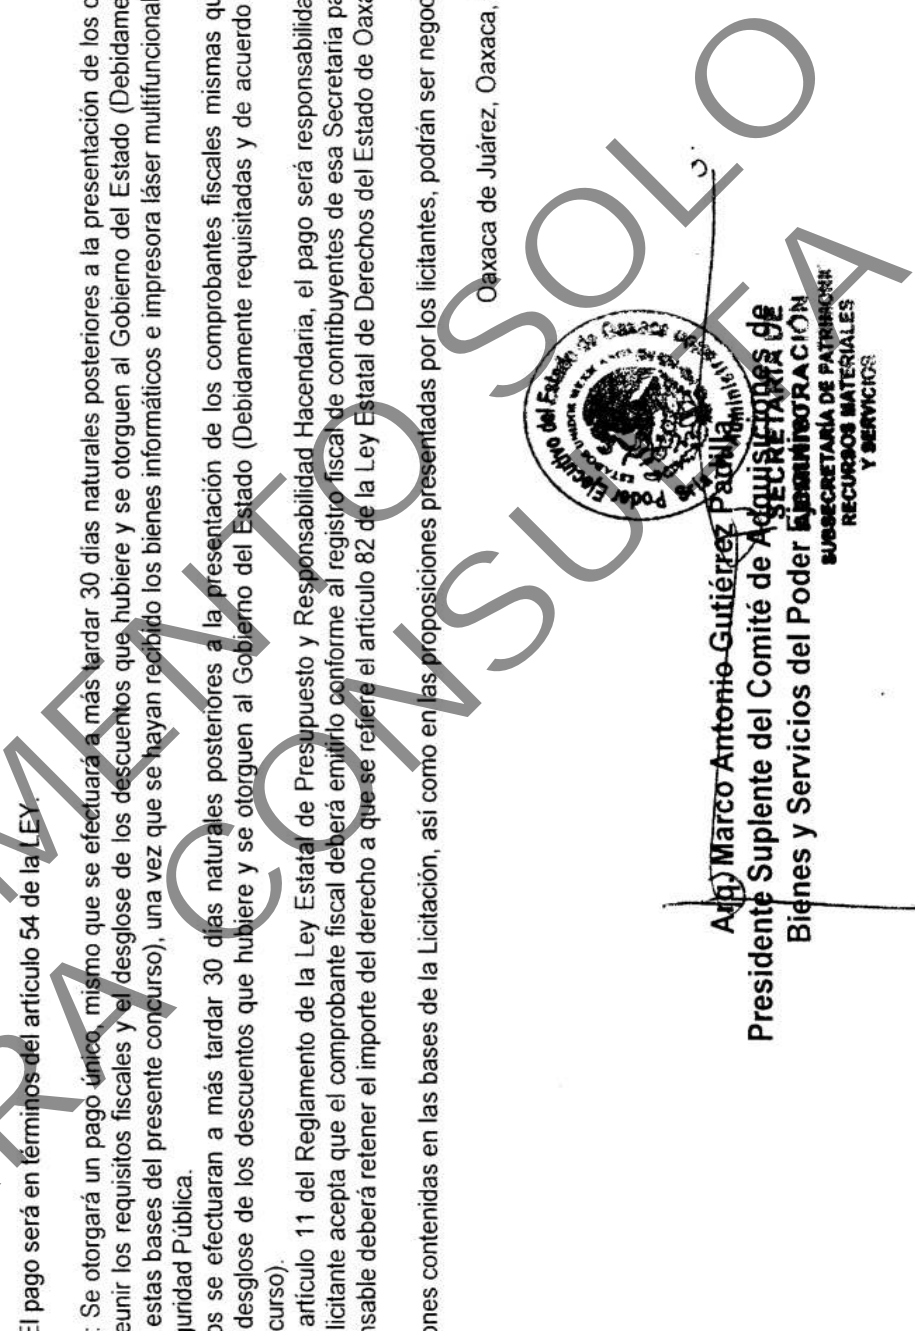 El pago será en términos del artículo 54 de la LEY.
: Se otorgará un pago único, mismo que se efectuará a más tardar 30 días naturales posteriores a la presentación de los
eunir los requisitos fiscales y el desglose de los descuentos que hubiere y se otorguen al Gobierno del Estado (Debidame
estas bases del presente concurso), una vez que se hayan recibido los bienes informáticos e impresora láser multifuncional
guridad Pública.
os se efectuaran a más tardar 30 días naturales posteriores a la presentación de los comprobantes fiscales mismas qu
desglose de los descuentos que hubiere y se otorguen al Gobierno del Estado (Debidamente requisitadas y de acuerdo
curso).
artículo 11 del Reglamento de la Ley Estatal de Presupuesto y Responsabilidad Hacendaria, el pago será responsabilida
licitante acepta que el comprobante fiscal deberá emitirlo conforme al registro fiscal de contribuyentes de esa Secretaria pa
nsable deberá retener el importe del derecho a que se refiere el artículo 82 de la Ley Estatal de Derechos del Estado de Oaxa
ones contenidas en las bases de la Licitación, así como en las proposiciones presentadas por los licitantes, podrán ser negoc
Oaxaca de Juárez, Oaxaca,
Poder Ejecutivo del Estado de Oaxaca
ESTADOS UNIDOS MEXICANOS
Arq. Marco Antonio Gutiérrez Padilla
Presidente Suplente del Comité de Adquisiciones de
Bienes y Servicios del Poder Ejecutivo
SECRETARÍA DE
ADMINISTRACIÓN
SUBSECRETARÍA DE PATRIMONIO
RECURSOS MATERIALES
Y SERVICIOS
MENTO SOLO
RA CONSULTA